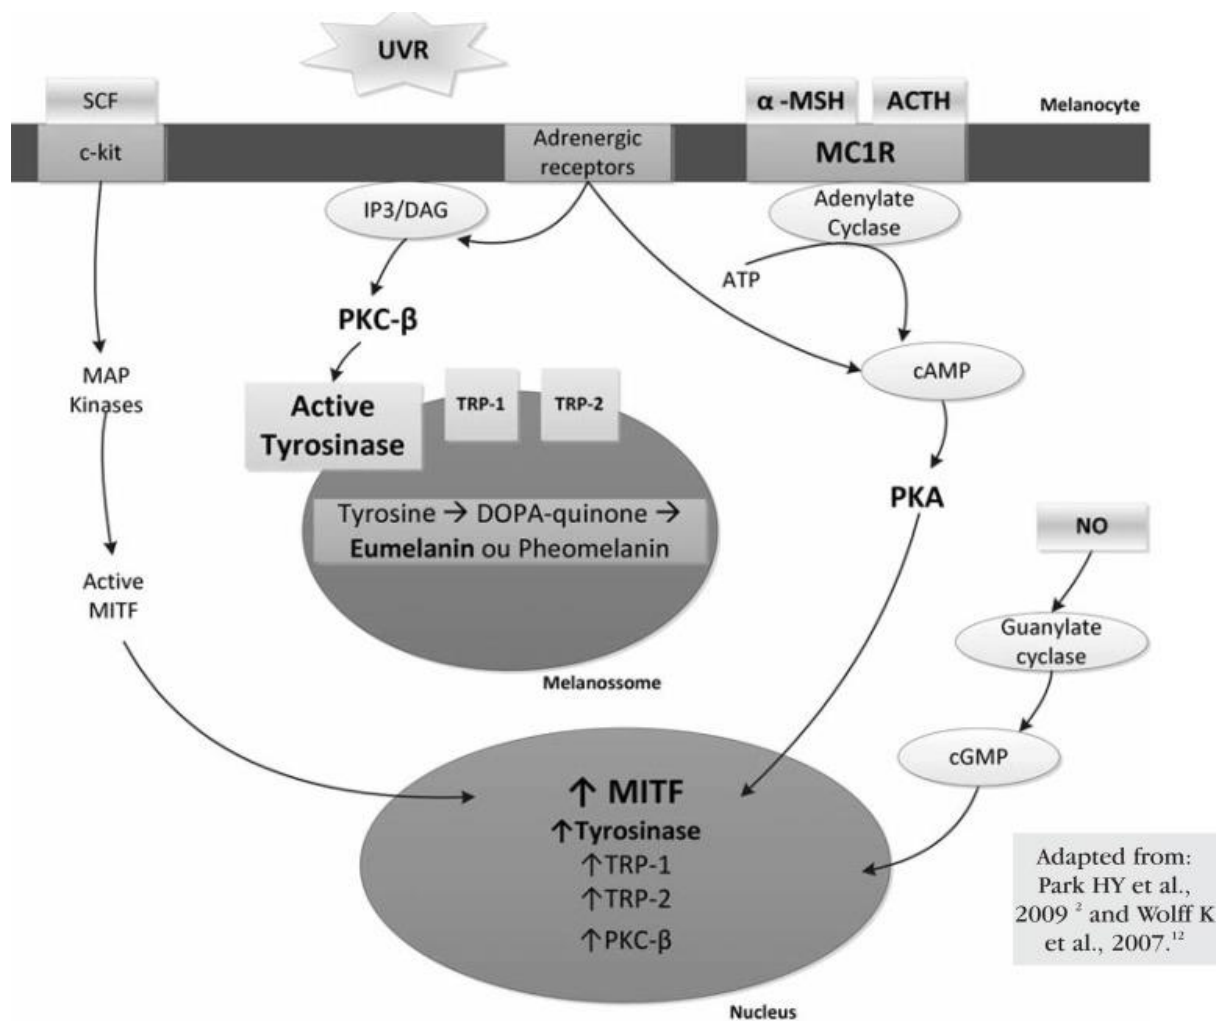 UVR
SCF
c-kit
Adrenergic
receptors
α -MSH
ACTH
MC1R
Melanocyte
IP3/DAG
Adenylate
Cyclase
ATP
PKC-β
cAMP
MAP
Kinases
Active
Tyrosinase
TRP-1
TRP-2
Tyrosine → DOPA-quinone →
Eumelanin ou Pheomelanin
Melanossome
PKA
NO
Active
MITF
Guanylate
cyclase
cGMP
↑ MITF
↑Tyrosinase
↑TRP-1
↑TRP-2
↑PKC-β
Nucleus
Adapted from:
Park HY et al.,
2009 ² and Wolff K
et al., 2007.¹²